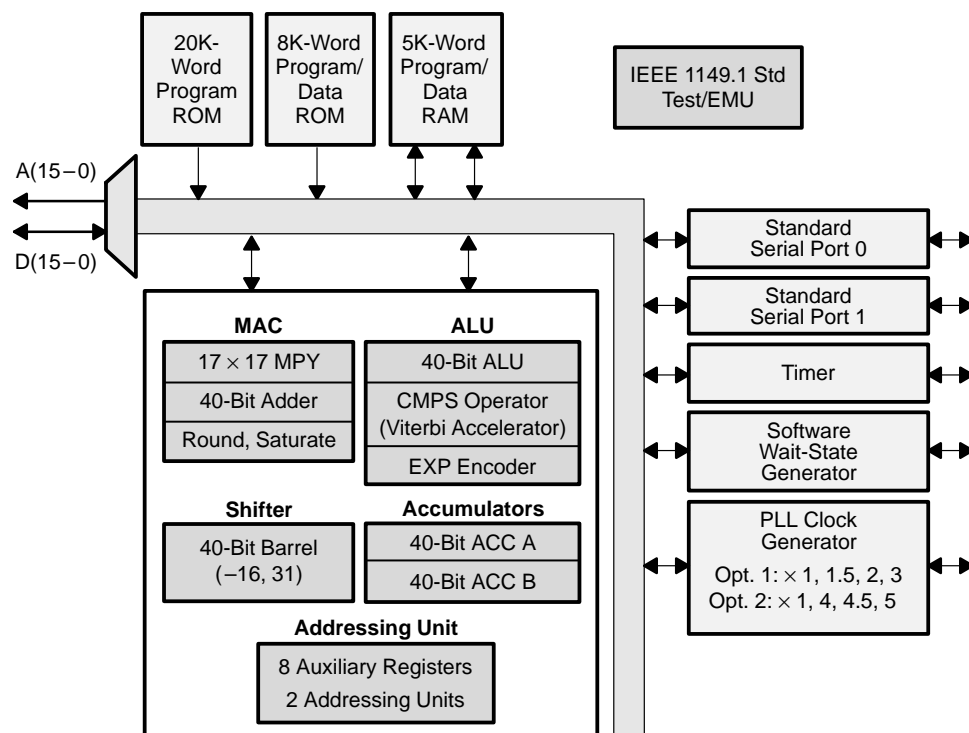 20K-
Word
Program
ROM
8K-Word
Program/
Data
ROM
5K-Word
Program/
Data
RAM
IEEE 1149.1 Std
Test/EMU
A(15−0)
D(15−0)
Standard
Serial Port 0
Standard
Serial Port 1
Timer
Software
Wait-State
Generator
PLL Clock
Generator
Opt. 1: × 1, 1.5, 2, 3
Opt. 2: × 1, 4, 4.5, 5
MAC
17 × 17 MPY
40-Bit Adder
Round, Saturate
ALU
40-Bit ALU
CMPS Operator
(Viterbi Accelerator)
EXP Encoder
Shifter
40-Bit Barrel
(−16, 31)
Accumulators
40-Bit ACC A
40-Bit ACC B
Addressing Unit
8 Auxiliary Registers
2 Addressing Units